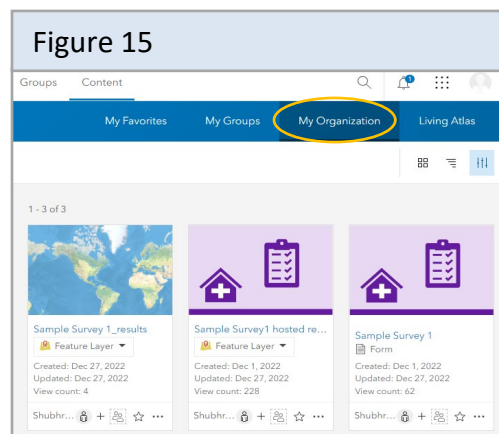 Figure 15
Groups Content
My Favorites My Groups My Organization Living Atlas
1 - 3 of 3
Sample Survey 1_results
Feature Layer
Created: Dec 27, 2022
Updated: Dec 27, 2022
View count: 4
Shubhr...
Sample Survey1 hosted re...
Feature Layer
Created: Dec 1, 2022
Updated: Dec 27, 2022
View count: 228
Shubhr...
Sample Survey 1
Form
Created: Dec 1, 2022
Updated: Dec 27, 2022
View count: 62
Shubhr...